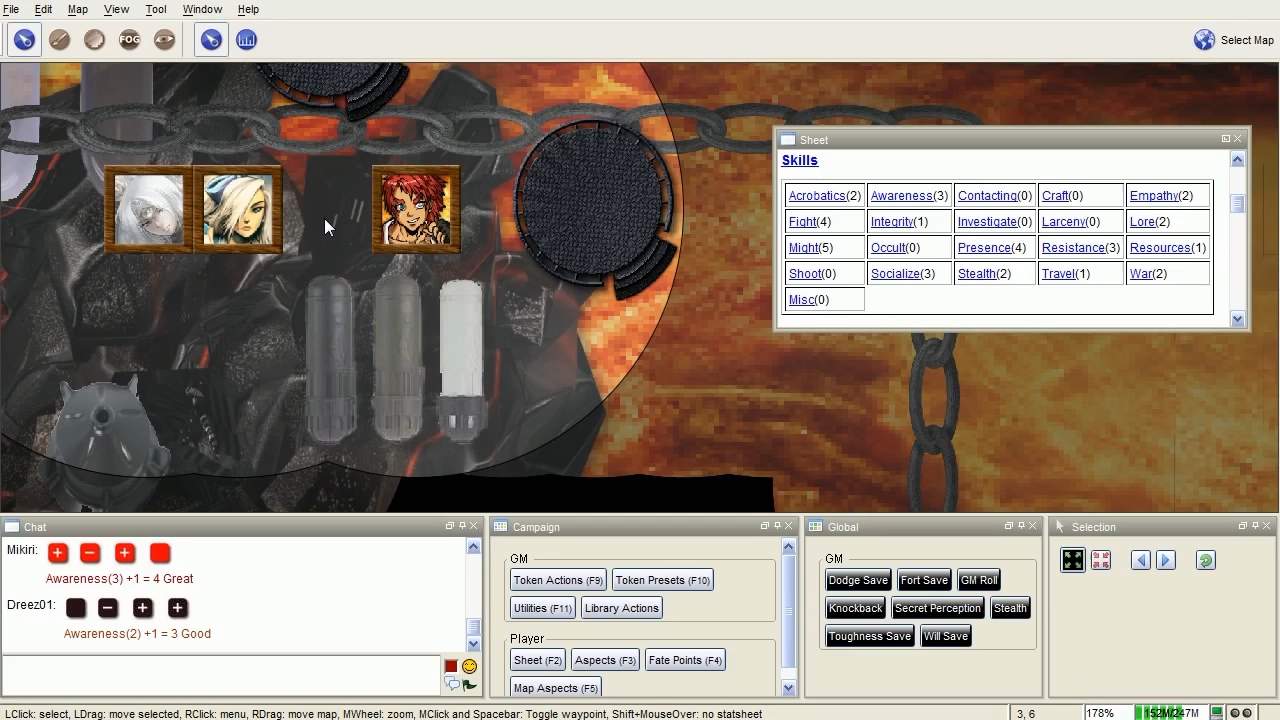 File Edit Map View Tool Window Help
FOG
Select Map
Sheet
Skills
Acrobatics(2) Awareness(3) Contacting(0) Craft(0) Empathy(2)
Fight(4) Integrity(1) Investigate(0) Larceny(0) Lore(2)
Might(5) Occult(0) Presence(4) Resistance(3) Resources(1)
Shoot(0) Socialize(3) Stealth(2) Travel(1) War(2)
Misc(0)
Chat
Mikiri: + − +
Awareness(3) +1 = 4 Great
Dreez01: − + +
Awareness(2) +1 = 3 Good
Campaign
GM
Token Actions (F9) Token Presets (F10)
Utilities (F11) Library Actions
Player
Sheet (F2) Aspects (F3) Fate Points (F4)
Map Aspects (F5)
Global
GM
Dodge Save Fort Save GM Roll
Knockback Secret Perception Stealth
Toughness Save Will Save
Selection
LClick: select, LDrag: move selected, RClick: menu, RDrag: move map, MWheel: zoom, MClick and Spacebar: Toggle waypoint, Shift+MouseOver: no statsheet
3, 6 178% 152M/247M